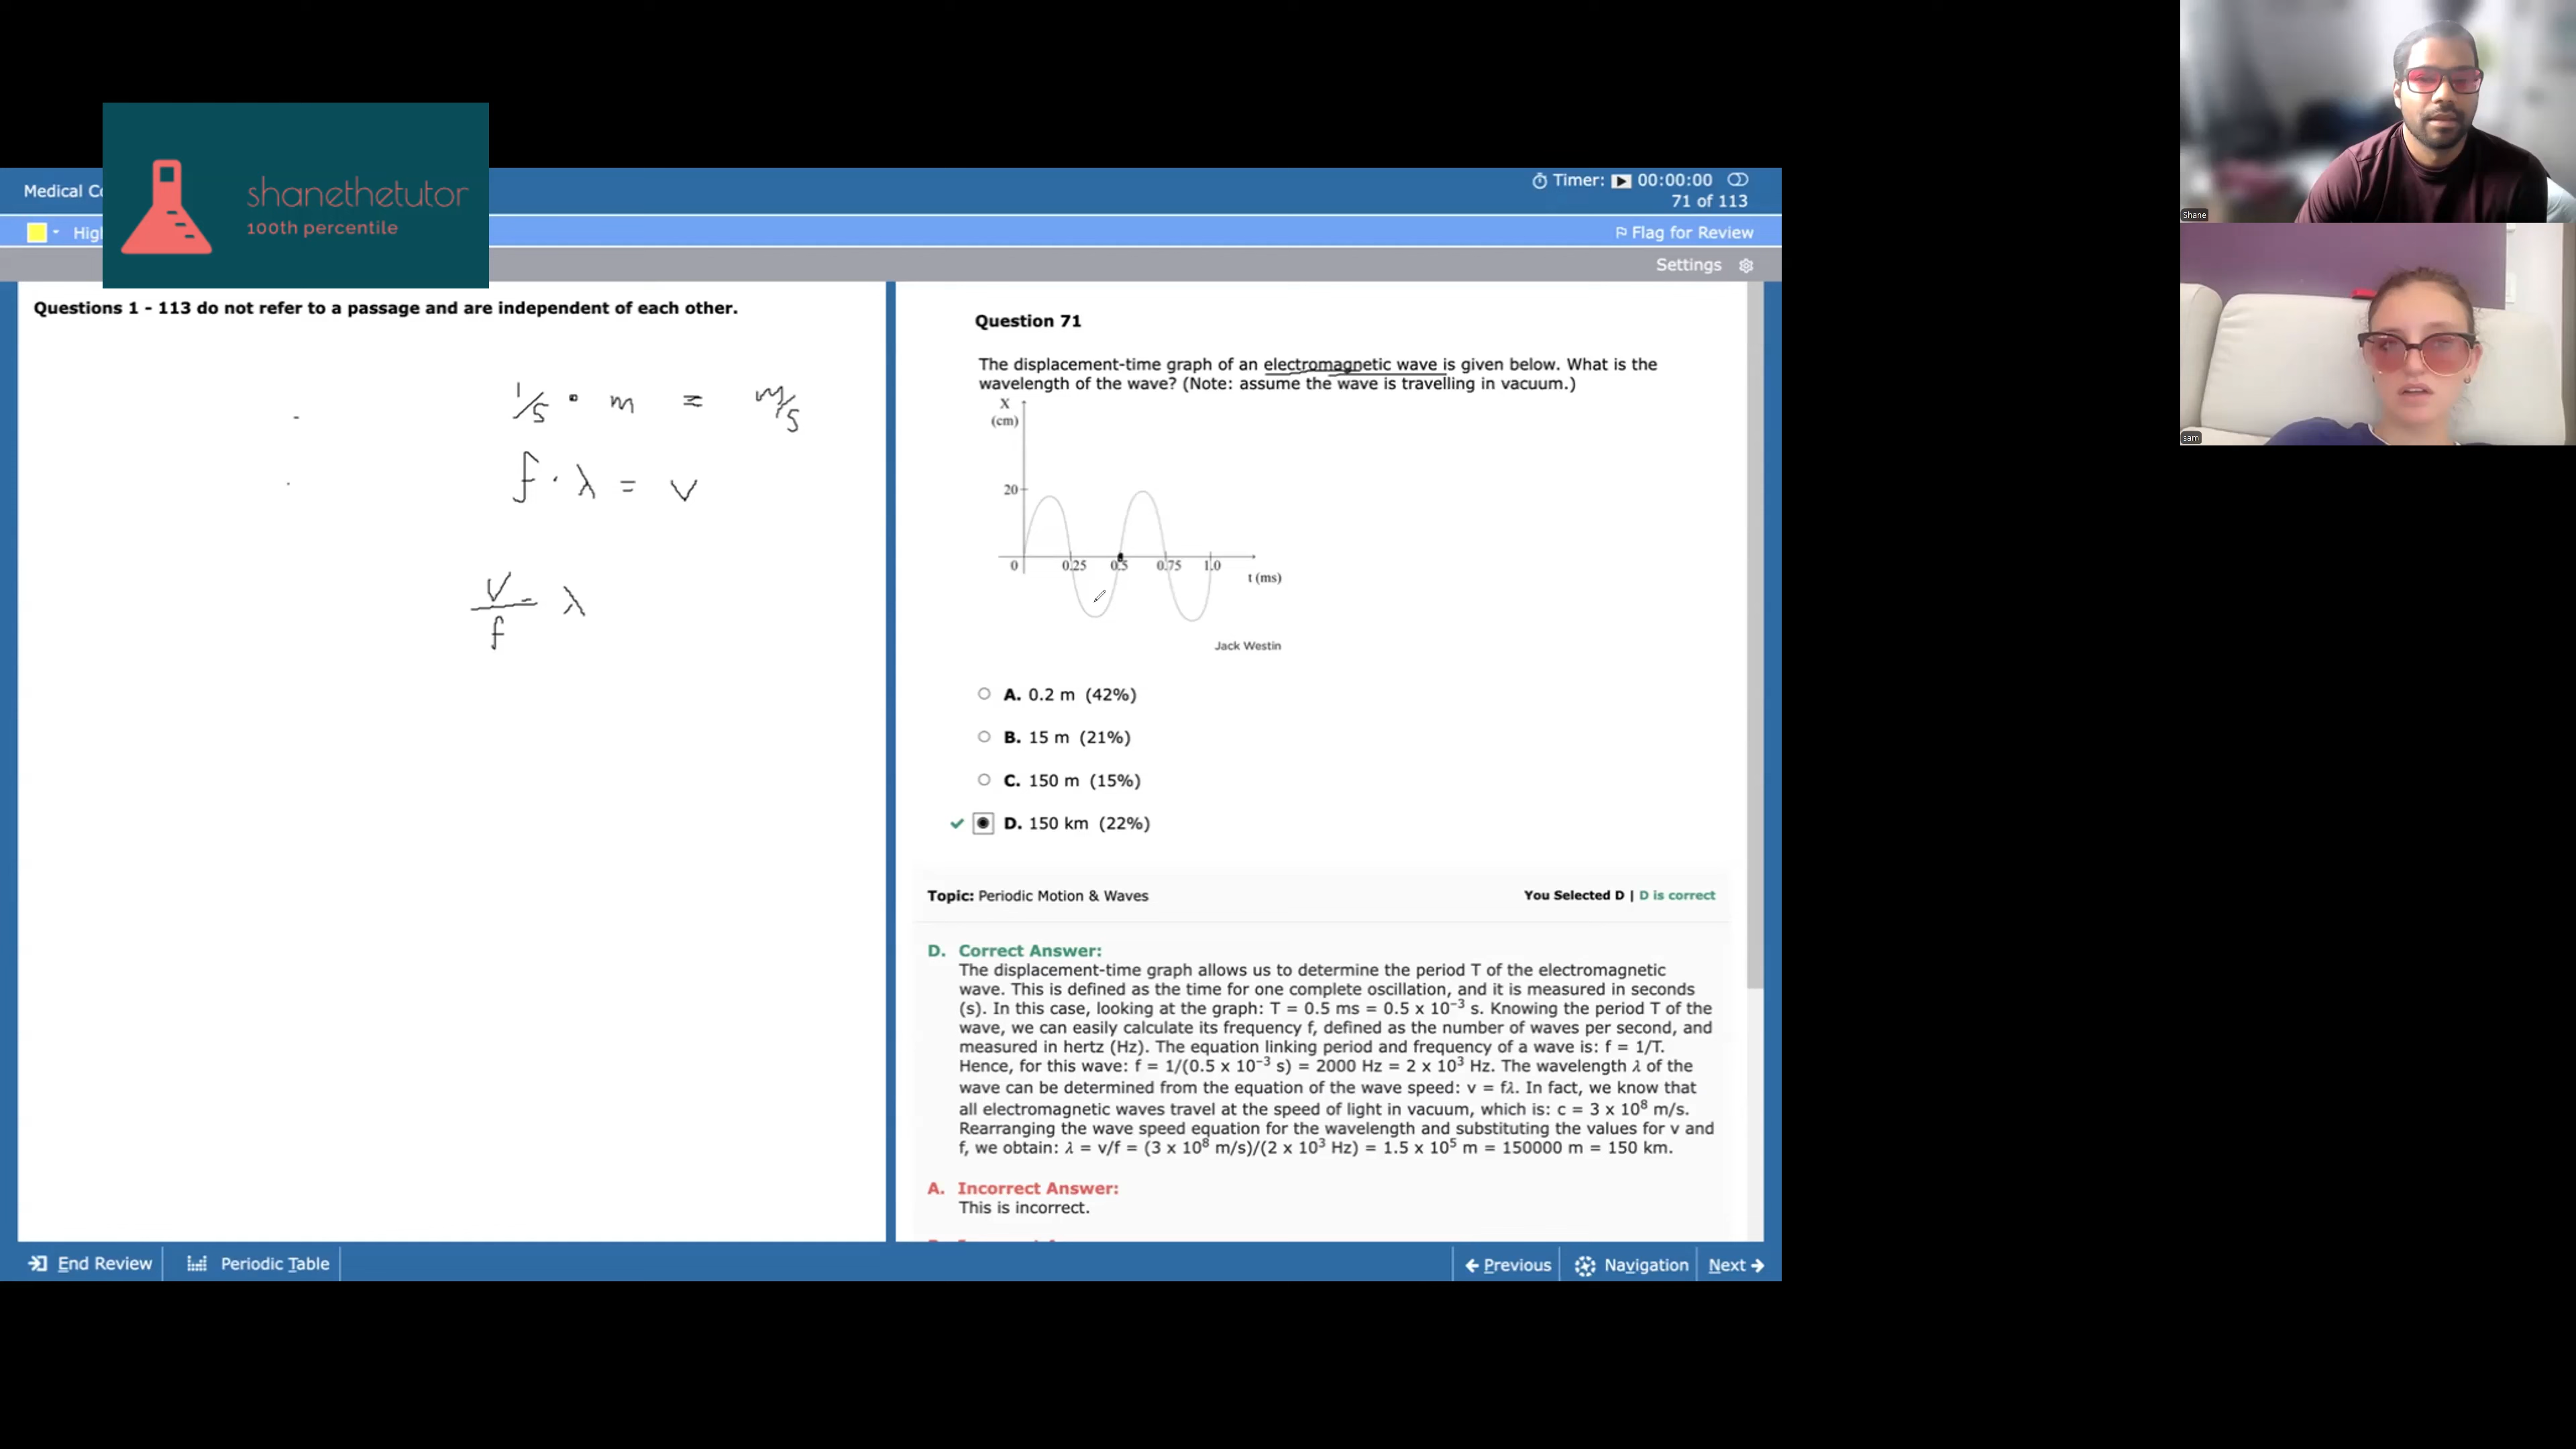 shanethetutor
100th percentile
Medical Co
Timer: 00:00:00
71 of 113
High
Flag for Review
Settings
Questions 1 - 113 do not refer to a passage and are independent of each other.
1/s · m = m/s
f · λ = v
v/f = λ
Question 71
The displacement-time graph of an electromagnetic wave is given below. What is the
wavelength of the wave? (Note: assume the wave is travelling in vacuum.)
X
(cm)
20
0 0.25 0.5 0.75 1.0
t (ms)
Jack Westin
A. 0.2 m (42%)
B. 15 m (21%)
C. 150 m (15%)
D. 150 km (22%)
Topic: Periodic Motion & Waves
You Selected D | D is correct
D. Correct Answer:
The displacement-time graph allows us to determine the period T of the electromagnetic
wave. This is defined as the time for one complete oscillation, and it is measured in seconds
(s). In this case, looking at the graph: T = 0.5 ms = 0.5 x 10⁻³ s. Knowing the period T of the
wave, we can easily calculate its frequency f, defined as the number of waves per second, and
measured in hertz (Hz). The equation linking period and frequency of a wave is: f = 1/T.
Hence, for this wave: f = 1/(0.5 x 10⁻³ s) = 2000 Hz = 2 x 10³ Hz. The wavelength λ of the
wave can be determined from the equation of the wave speed: v = fλ. In fact, we know that
all electromagnetic waves travel at the speed of light in vacuum, which is: c = 3 x 10⁸ m/s.
Rearranging the wave speed equation for the wavelength and substituting the values for v and
f, we obtain: λ = v/f = (3 x 10⁸ m/s)/(2 x 10³ Hz) = 1.5 x 10⁵ m = 150000 m = 150 km.
A. Incorrect Answer:
This is incorrect.
End Review
Periodic Table
Previous
Navigation
Next
Shane
sam